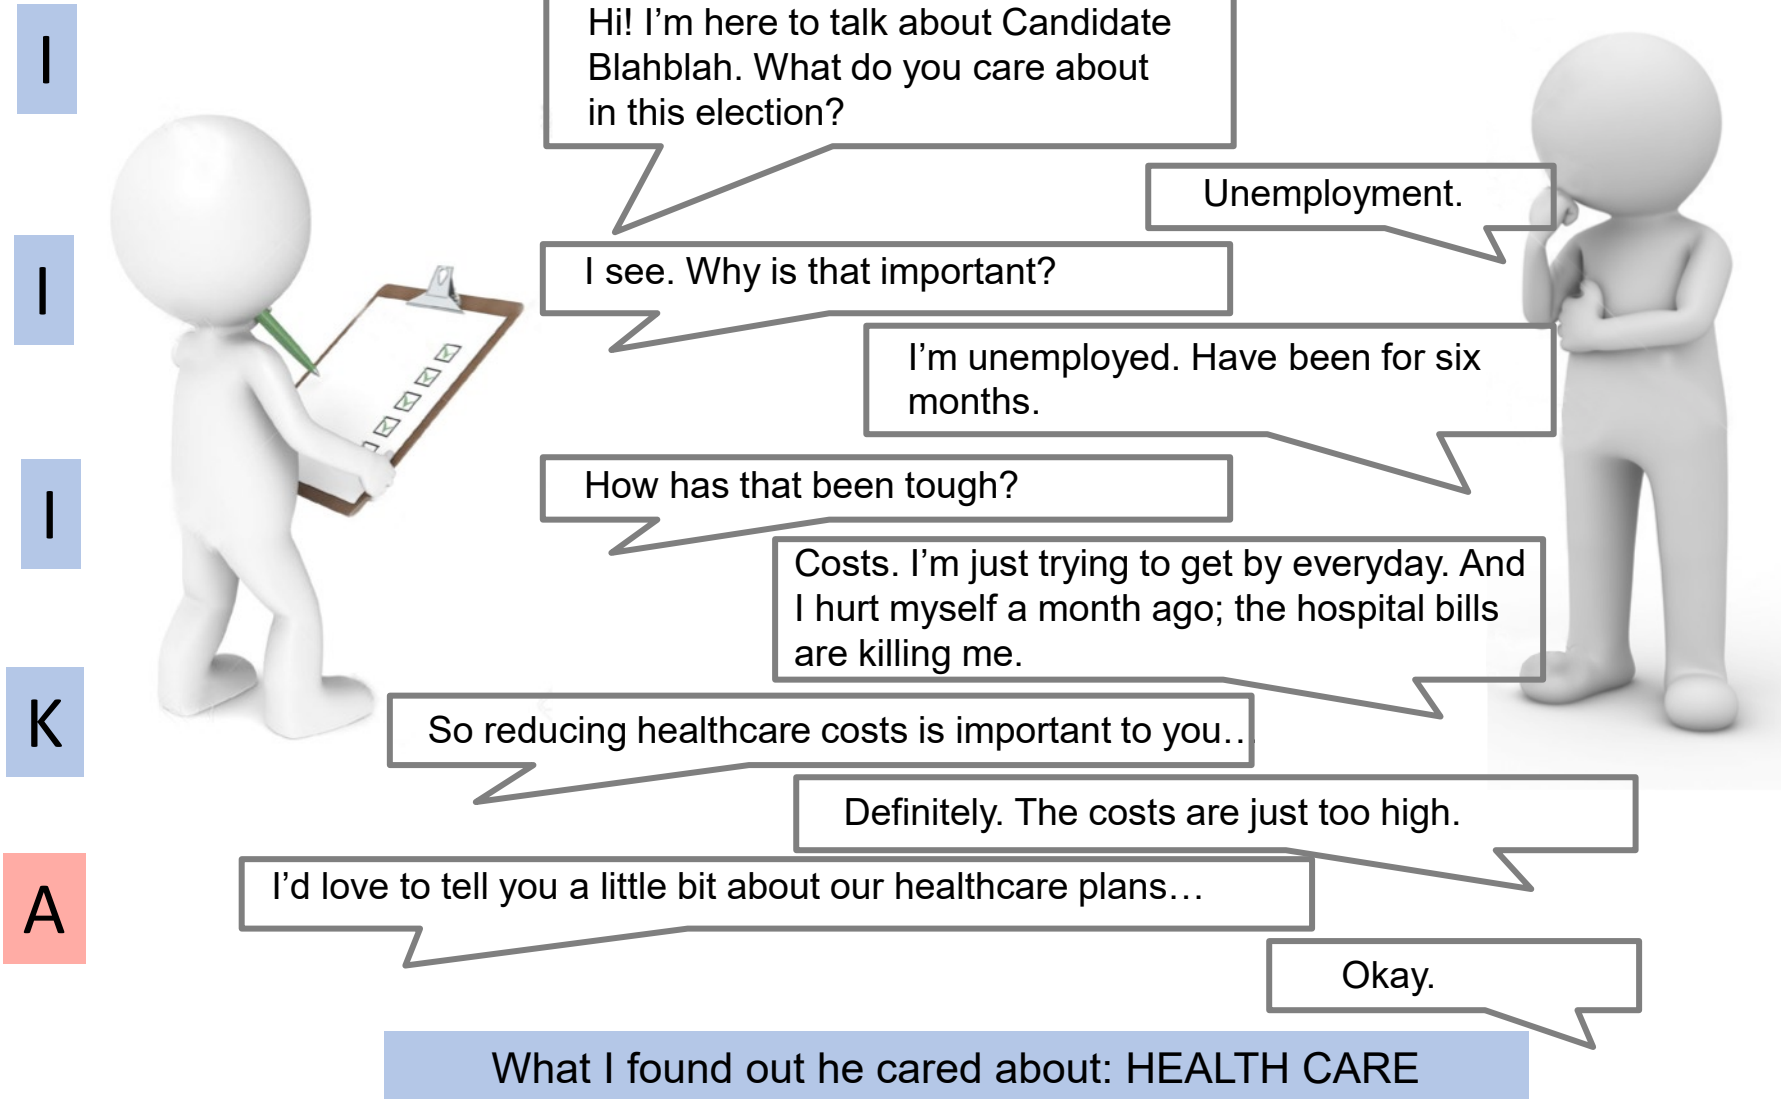 I
Hi! I’m here to talk about Candidate
Blahblah. What do you care about
in this election?
Unemployment.
I
I see. Why is that important?
I’m unemployed. Have been for six
months.
I
How has that been tough?
Costs. I’m just trying to get by everyday. And
I hurt myself a month ago; the hospital bills
are killing me.
K
So reducing healthcare costs is important to you…
Definitely. The costs are just too high.
A
I’d love to tell you a little bit about our healthcare plans…
Okay.
What I found out he cared about: HEALTH CARE